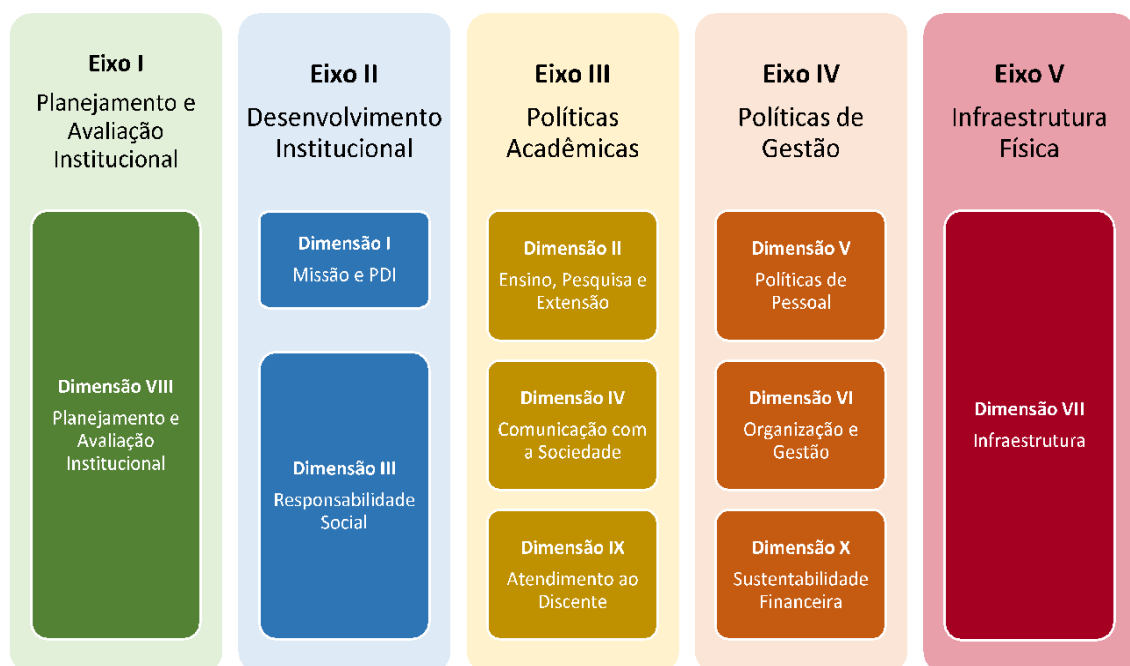 Eixo I
Planejamento e
Avaliação
Institucional
Dimensão VIII
Planejamento e
Avaliação
Institucional
Eixo II
Desenvolvimento
Institucional
Dimensão I
Missão e PDI
Dimensão III
Responsabilidade
Social
Eixo III
Políticas
Acadêmicas
Dimensão II
Ensino, Pesquisa e
Extensão
Dimensão IV
Comunicação com
a Sociedade
Dimensão IX
Atendimento ao
Discente
Eixo IV
Políticas de
Gestão
Dimensão V
Políticas de
Pessoal
Dimensão VI
Organização e
Gestão
Dimensão X
Sustentabilidade
Financeira
Eixo V
Infraestrutura
Física
Dimensão VII
Infraestrutura